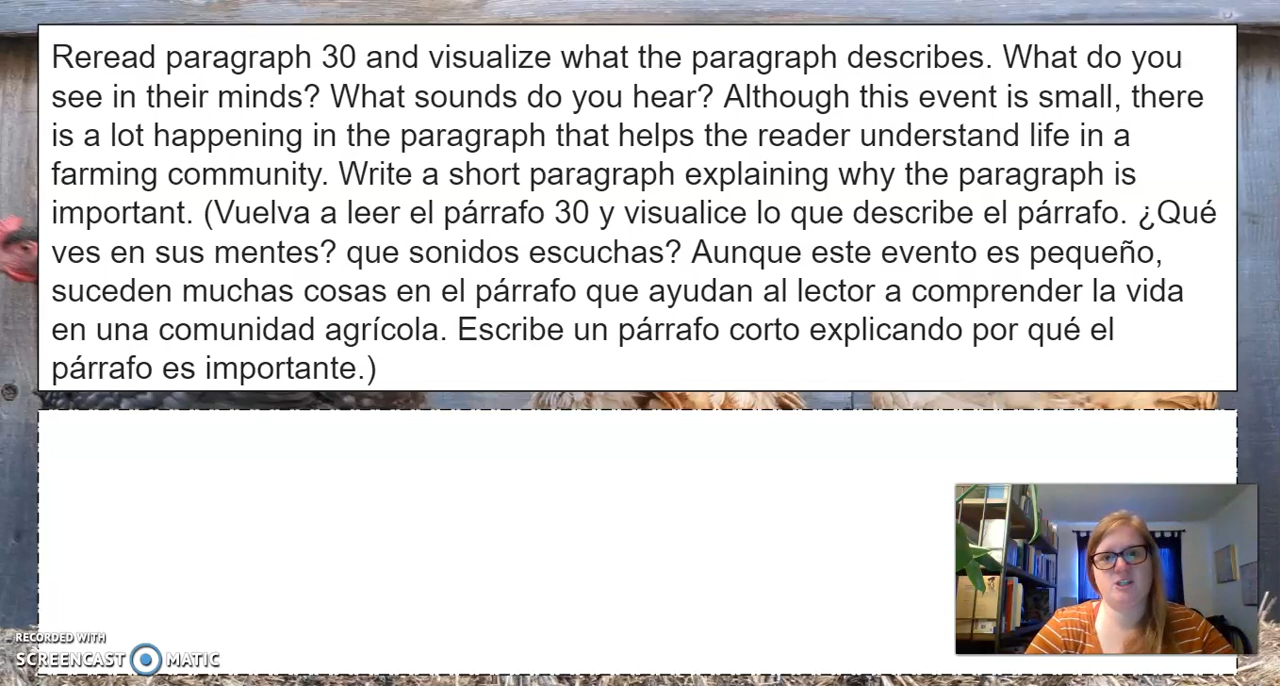 Reread paragraph 30 and visualize what the paragraph describes. What do you
see in their minds? What sounds do you hear? Although this event is small, there
is a lot happening in the paragraph that helps the reader understand life in a
farming community. Write a short paragraph explaining why the paragraph is
important. (Vuelva a leer el párrafo 30 y visualice lo que describe el párrafo. ¿Qué
ves en sus mentes? que sonidos escuchas? Aunque este evento es pequeño,
suceden muchas cosas en el párrafo que ayudan al lector a comprender la vida
en una comunidad agrícola. Escribe un párrafo corto explicando por qué el
párrafo es importante.)
RECORDED WITH
SCREENCAST MATIC